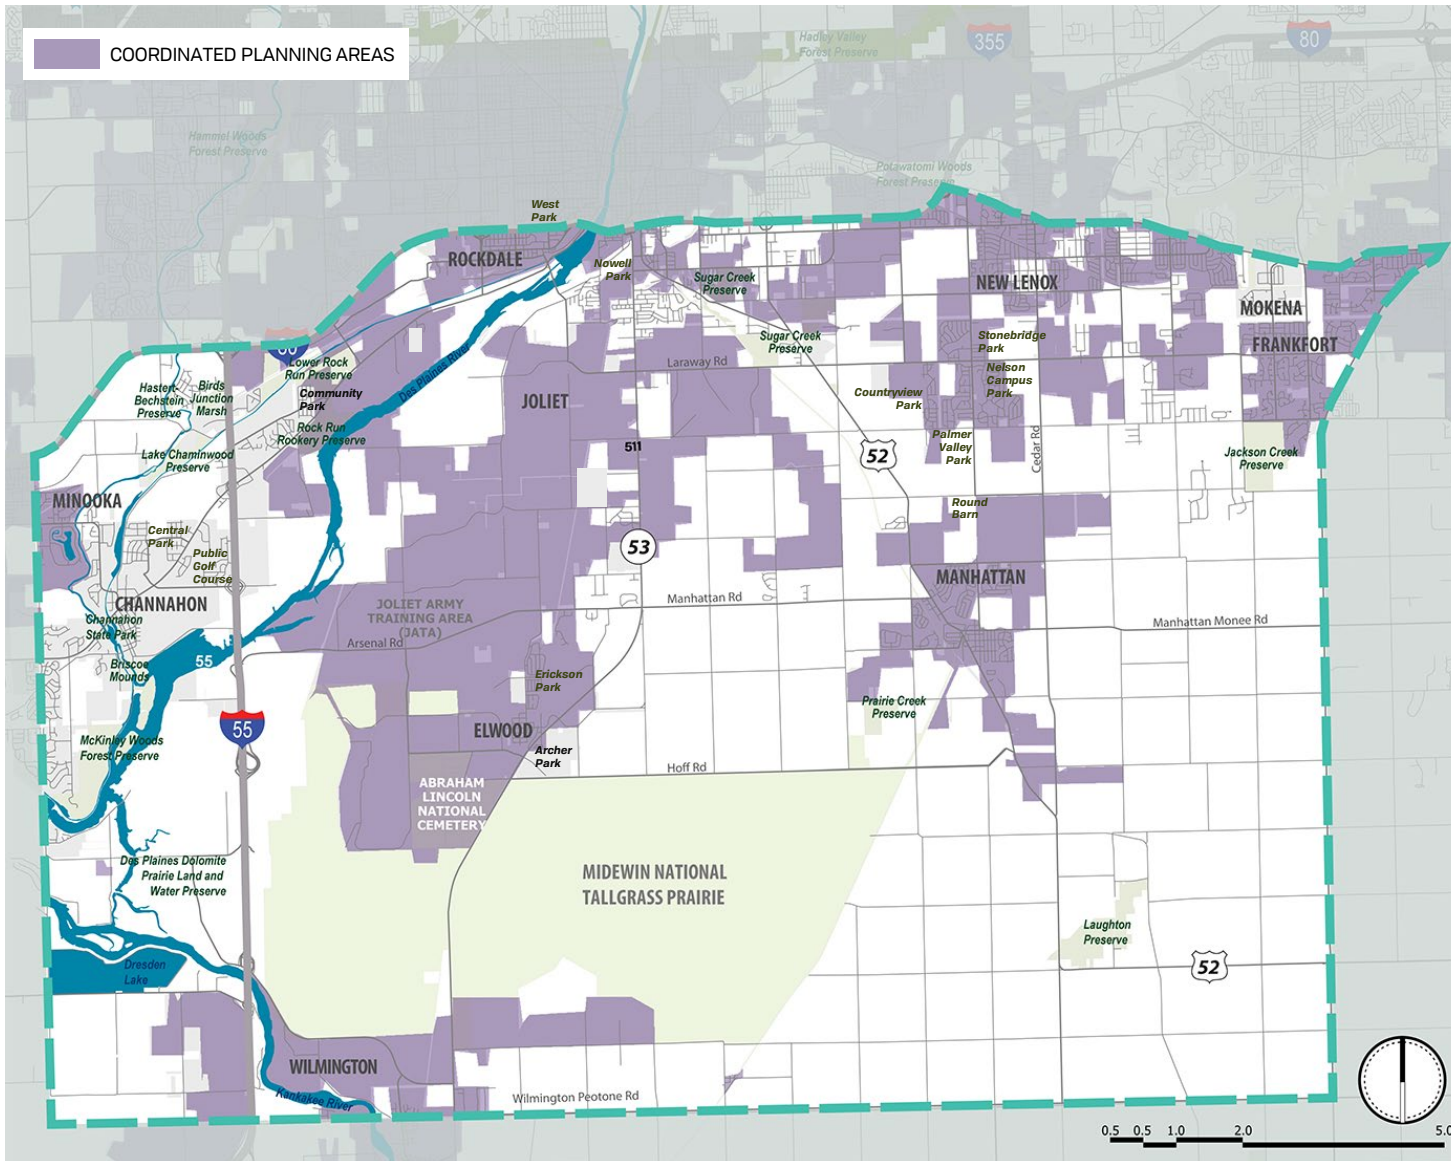 COORDINATED PLANNING AREAS
Hadley Valley
Forest Preserve
355
80
Hammel Woods
Forest Preserve
Potawatomi Woods
Forest Preserve
West
Park
ROCKDALE
Nowell
Park
Sugar Creek
Preserve
NEW LENOX
MOKENA
FRANKFORT
Sugar Creek
Preserve
Stonebridge
Park
80
Lower Rock
Run Preserve
Laraway Rd
Nelson
Campus
Park
Hastert-
Bechstein
Preserve
Birds
Junction
Marsh
Community
Park
Des Plaines River
JOLIET
Countryview
Park
Rock Run
Rookery Preserve
511
52
Palmer
Valley
Park
Cedar Rd
Lake Chaminwood
Preserve
Jackson Creek
Preserve
MINOOKA
Round
Barn
Central
Park
Public
Golf
Course
53
MANHATTAN
CHANNAHON
JOLIET ARMY
TRAINING AREA
(JATA)
Manhattan Rd
Channahon
State Park
Arsenal Rd
Manhattan Monee Rd
55
Briscoe
Mounds
Erickson
Park
Prairie Creek
Preserve
55
ELWOOD
McKinley Woods
Forest Preserve
Archer
Park
Hoff Rd
ABRAHAM
LINCOLN
NATIONAL
CEMETERY
Des Plaines Dolomite
Prairie Land and
Water Preserve
MIDEWIN NATIONAL
TALLGRASS PRAIRIE
Laughton
Preserve
Dresden
Lake
52
WILMINGTON
Kankakee River
Wilmington Peotone Rd
0.5 0.5 1.0 2.0 5.0